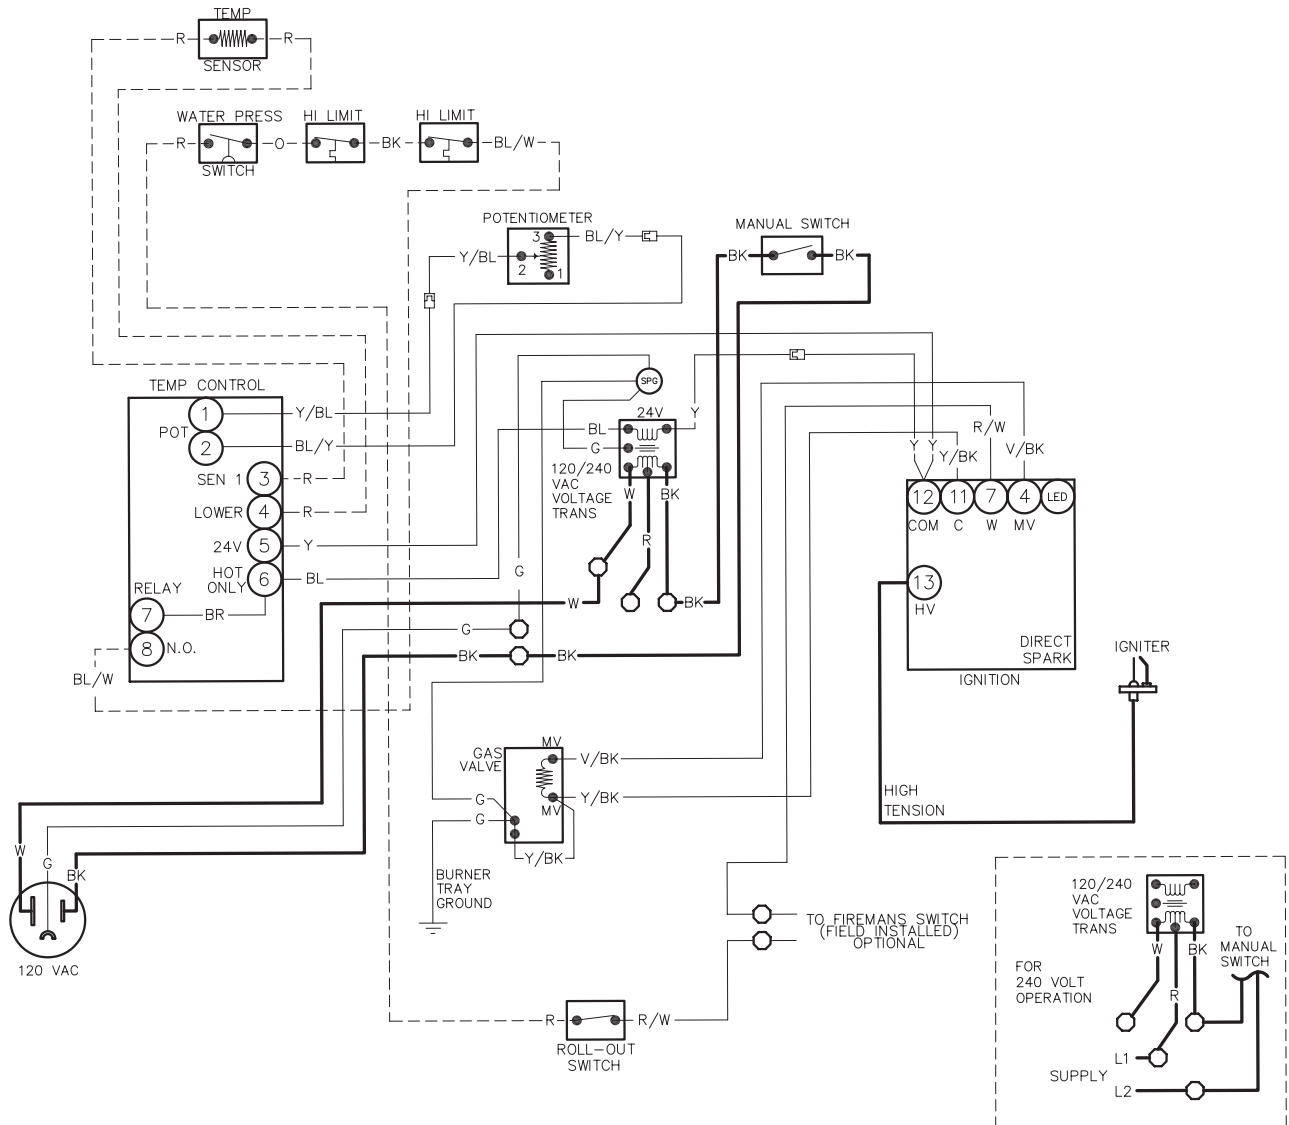 TEMP
R
R
SENSOR
WATER PRESS
HI LIMIT
HI LIMIT
R
O
BK
BL/W
SWITCH
POTENTIOMETER
MANUAL SWITCH
3
BL/Y
Y/BL
2
1
BK
BK
TEMP CONTROL
SPG
1
Y/BL
24V
Y
POT
BL
R/W
2
BL/Y
G
Y
Y
Y/BK
V/BK
SEN 1
3
R
120/240
VAC
VOLTAGE
TRANS
W
BK
12
11
7
4
LED
LOWER
4
R
COM
C
W
MV
24V
5
Y
R
HOT
ONLY
6
BL
G
13
RELAY
HV
W
BK
7
BR
G
8
N.O.
BK
BK
DIRECT
SPARK
IGNITER
BL/W
IGNITION
GAS
VALVE
MV
V/BK
MV
Y/BK
G
G
HIGH
TENSION
W
G
BK
Y/BK
BURNER
TRAY
GROUND
120 VAC
TO FIREMANS SWITCH
(FIELD INSTALLED)
OPTIONAL
R
R/W
ROLL-OUT
SWITCH
120/240
VAC
VOLTAGE
TRANS
W
BK
TO
MANUAL
SWITCH
FOR
240 VOLT
OPERATION
R
L1
SUPPLY
L2